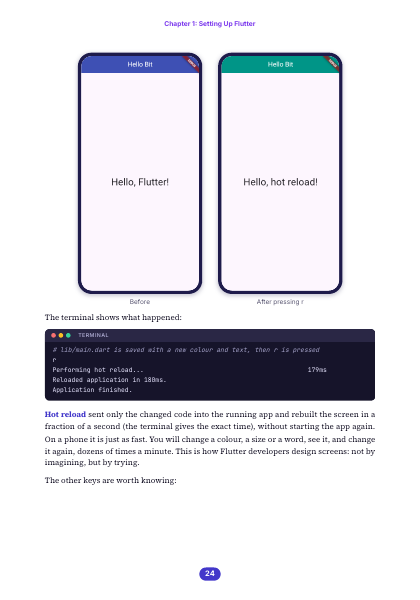 Chapter 1: Setting Up Flutter
Hello Bit
DEBUG
Hello, Flutter!
Hello Bit
DEBUG
Hello, hot reload!
Before
After pressing r
The terminal shows what happened:
TERMINAL
# lib/main.dart is saved with a new colour and text, then r is pressed
r
Performing hot reload... 179ms
Reloaded application in 180ms.
Application finished.
Hot reload sent only the changed code into the running app and rebuilt the screen in a
fraction of a second (the terminal gives the exact time), without starting the app again.
On a phone it is just as fast. You will change a colour, a size or a word, see it, and change
it again, dozens of times a minute. This is how Flutter developers design screens: not by
imagining, but by trying.
The other keys are worth knowing:
24